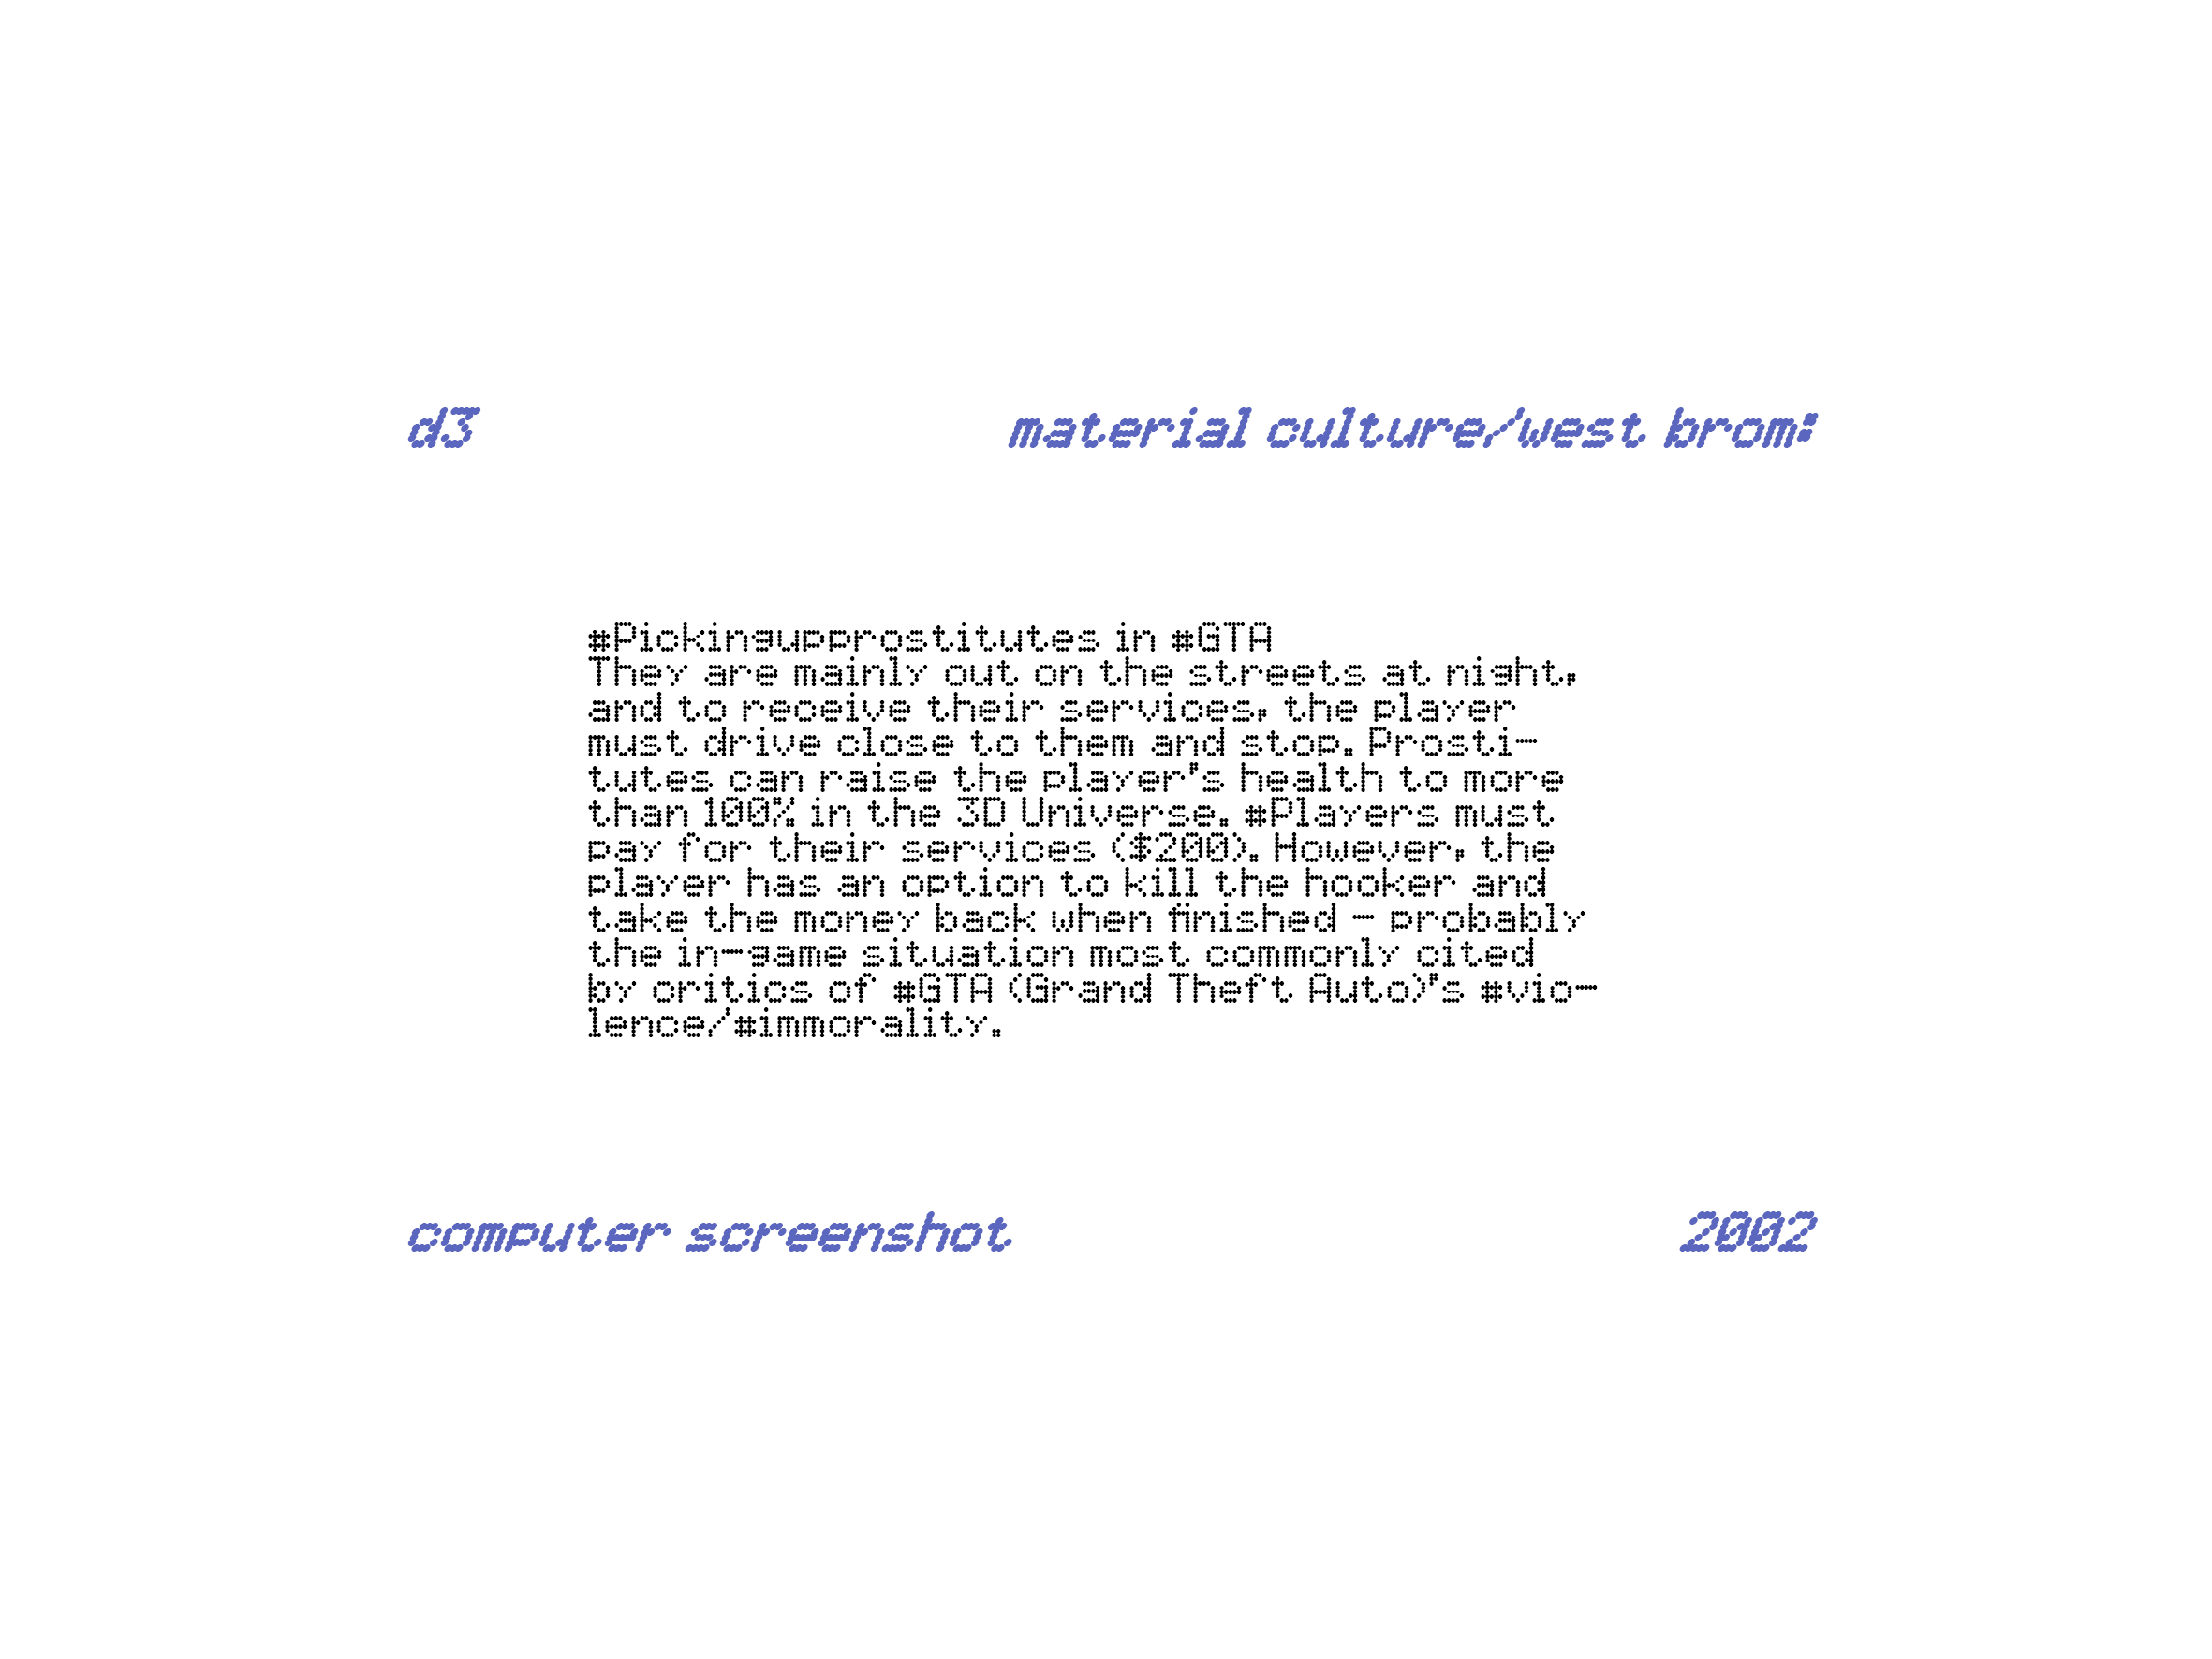 d3
material culture/west brom:
#Pickingupprostitutes in #GTA
They are mainly out on the streets at night,
and to receive their services, the player
must drive close to them and stop. Prosti-
tutes can raise the player's health to more
than 100% in the 3D Universe. #Players must
pay for their services ($200). However, the
player has an option to kill the hooker and
take the money back when finished - probably
the in-game situation most commonly cited
by critics of #GTA (Grand Theft Auto)'s #vio-
lence/#immorality.
computer screenshot
2002